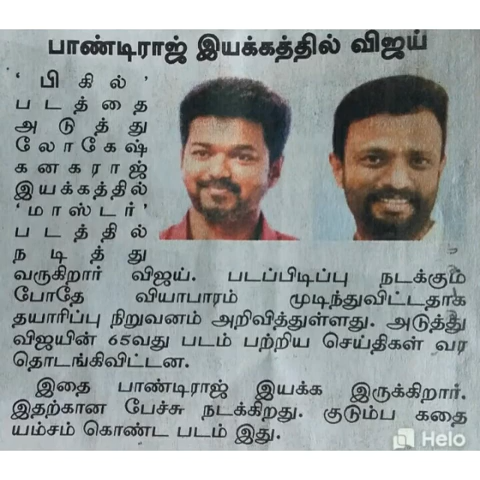 பாண்டிராஜ் இயக்கத்தில் விஜய்
‘பிகில்’
படத்தை
அடுத்து
லோகேஷ்
கனகராஜ்
இயக்கத்தில்
‘மாஸ்டர்’
படத்தில்
நடித்து
வருகிறார் விஜய். படப்பிடிப்பு நடக்கும்
போதே வியாபாரம் முடிந்துவிட்டதாக
தயாரிப்பு நிறுவனம் அறிவித்துள்ளது. அடுத்து
விஜயின் 65வது படம் பற்றிய செய்திகள் வர
தொடங்கிவிட்டன.
இதை பாண்டிராஜ் இயக்க இருக்கிறார்.
இதற்கான பேச்சு நடக்கிறது. குடும்ப கதை
யம்சம் கொண்ட படம் இது.
Helo